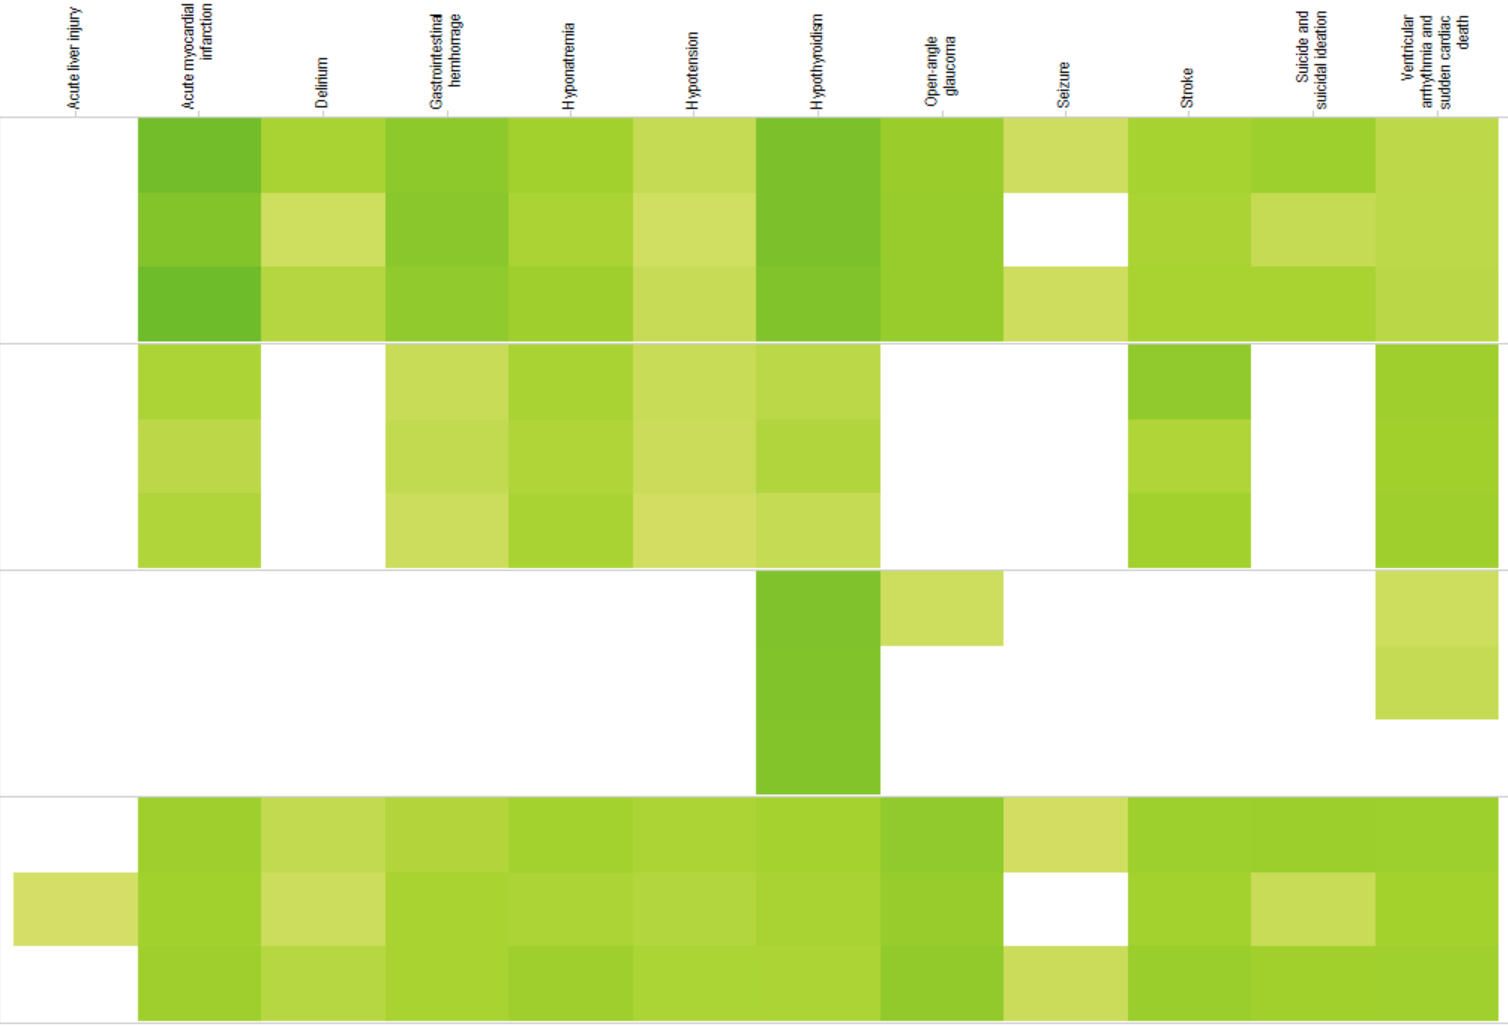 Acute liver injury
Acute myocardial
infarction
Delirium
Gastrointestinal
hemhorrage
Hyponatremia
Hypotension
Hypothyroidism
Open-angle
glaucoma
Seizure
Stroke
Suicide and
suicidal ideation
Ventricular
arrhythmia and
sudden cardiac
death